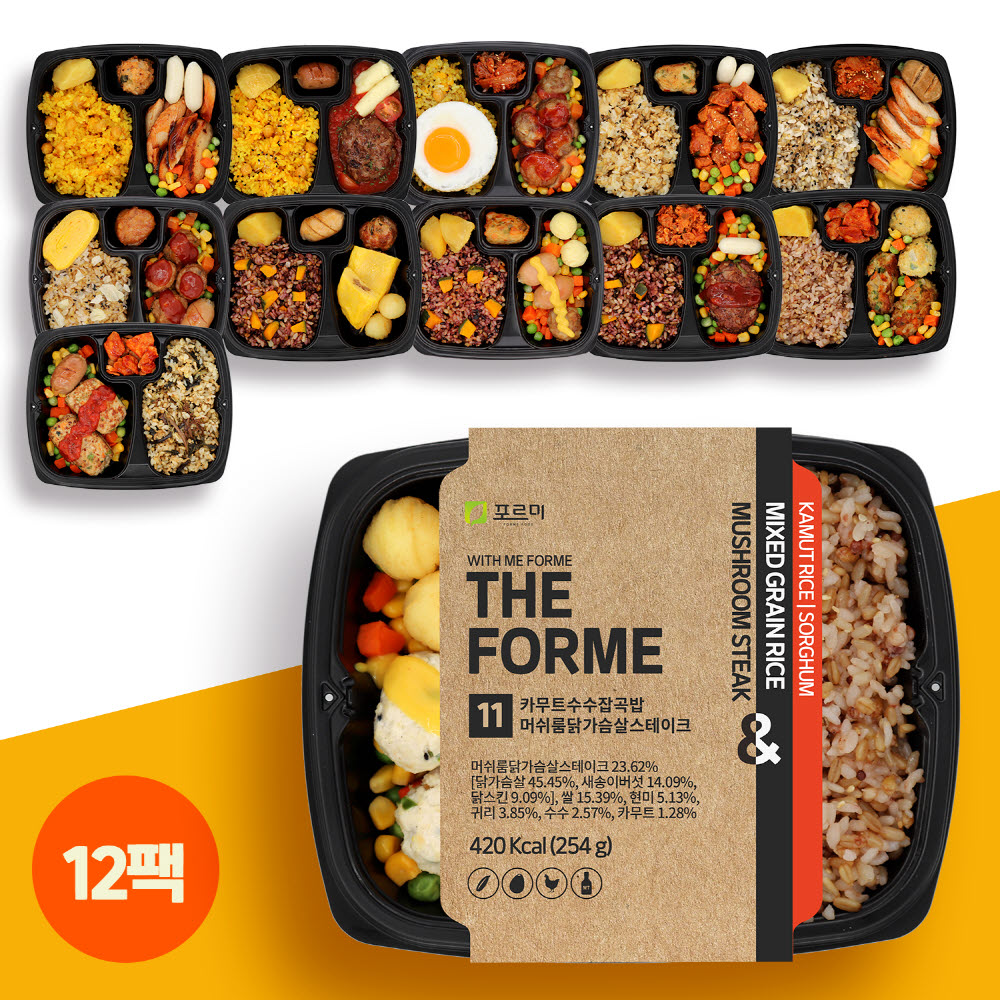 포르미
WITH ME FORME
THE
FORME
11
카무트수수잡곡밥
머쉬룸닭가슴살스테이크
머쉬룸닭가슴살스테이크 23.62%
[닭가슴살 45.45%, 새송이버섯 14.09%,
닭스킨 9.09%], 쌀 15.39%, 현미 5.13%,
귀리 3.85%, 수수 2.57%, 카무트 1.28%
420 Kcal (254 g)
KAMUT RICE | SORGHUM
MIXED GRAIN RICE
&
MUSHROOM STEAK
12팩